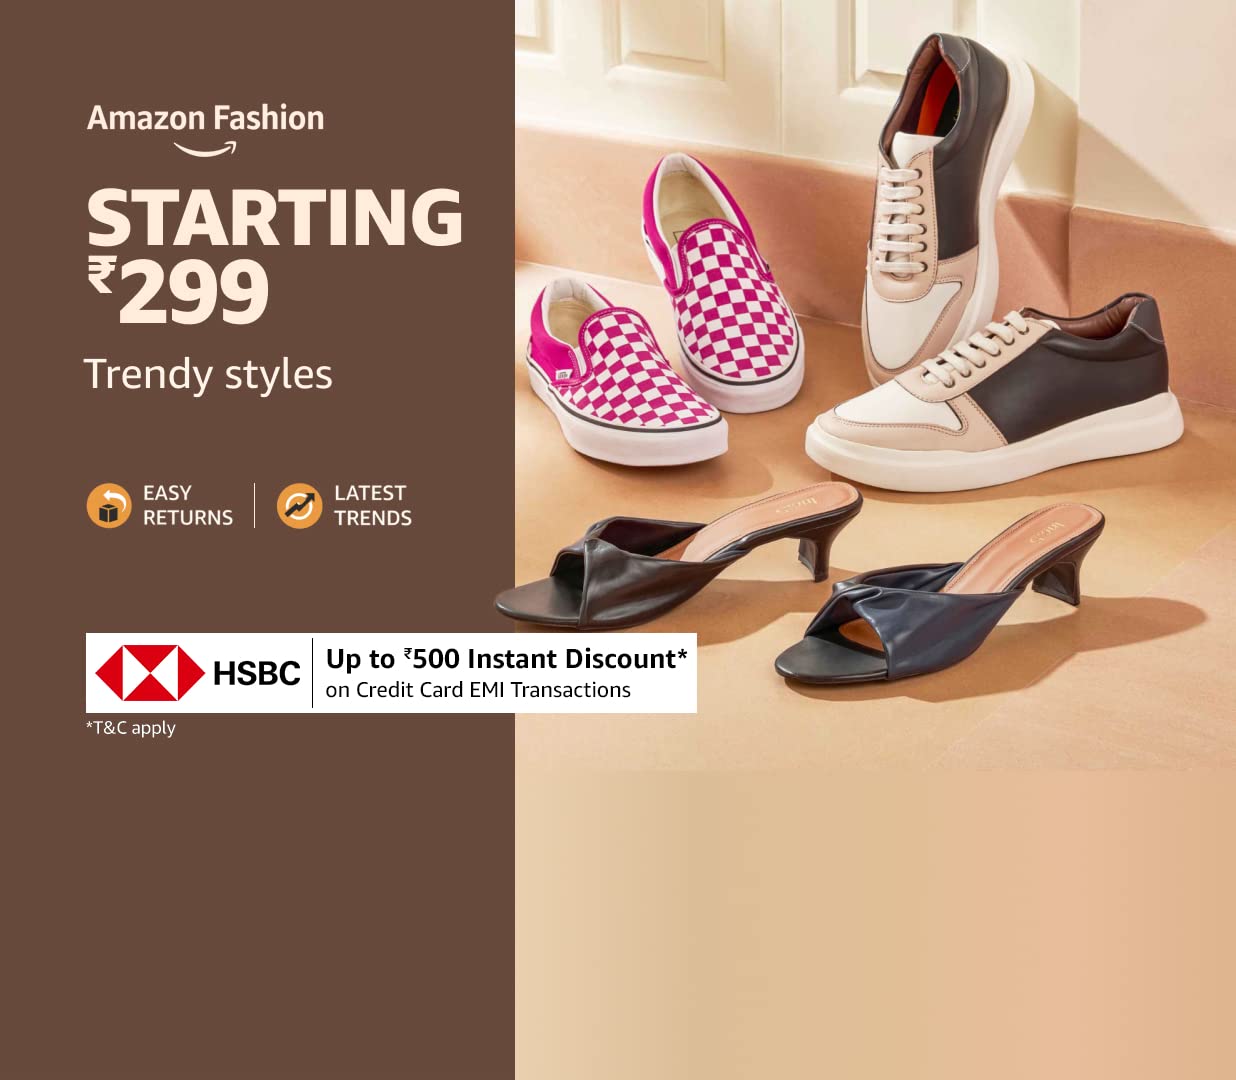 Amazon Fashion
STARTING
₹299
Trendy styles
EASY
RETURNS
LATEST
TRENDS
HSBC
Up to ₹500 Instant Discount*
on Credit Card EMI Transactions
*T&C apply